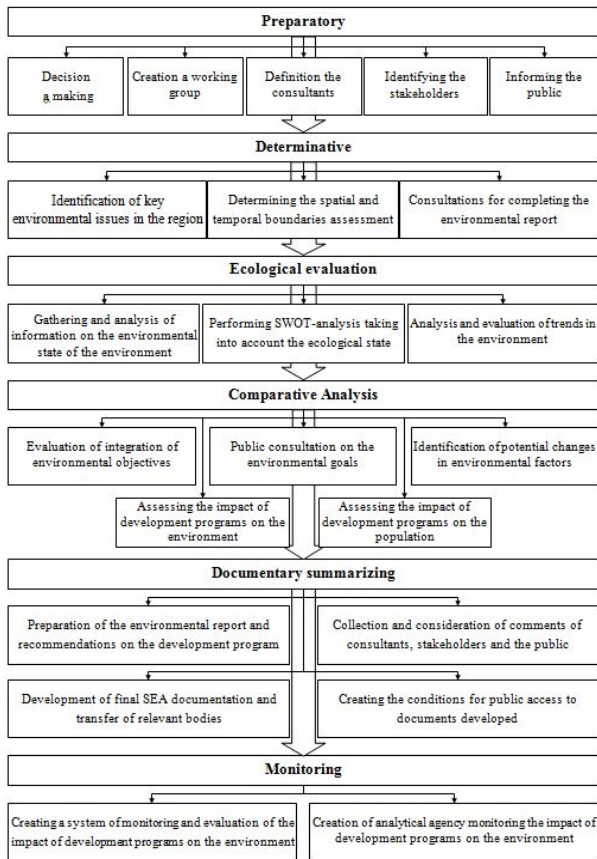 Preparatory
Decision
a making
Creation a working
group
Definition the
consultants
Identifying the
stakeholders
Informing the
public
Determinative
Identification of key
environmental issues in the region
Determining the spatial and
temporal boundaries assessment
Consultations for completing the
environmental report
Ecological evaluation
Gathering and analysis of
information on the environmental
state of the environment
Performing SWOT-analysis taking
into account the ecological state
Analysis and evaluation of trends in
the environment
Comparative Analysis
Evaluation of integration of
environmental objectives
Public consultation on the
environmental goals
Identification of potential changes
in environmental factors
Assessing the impact of
development programs on the
environment
Assessing the impact of
development programs on the
population
Documentary summarizing
Preparation of the environmental report and
recommendations on the development program
Collection and consideration of comments of
consultants, stakeholders and the public
Development of final SEA documentation and
transfer of relevant bodies
Creating the conditions for public access to
documents developed
Monitoring
Creating a system of monitoring and evaluation of the
impact of development programs on the environment
Creation of analytical agency monitoring the impact of
development programs on the environment